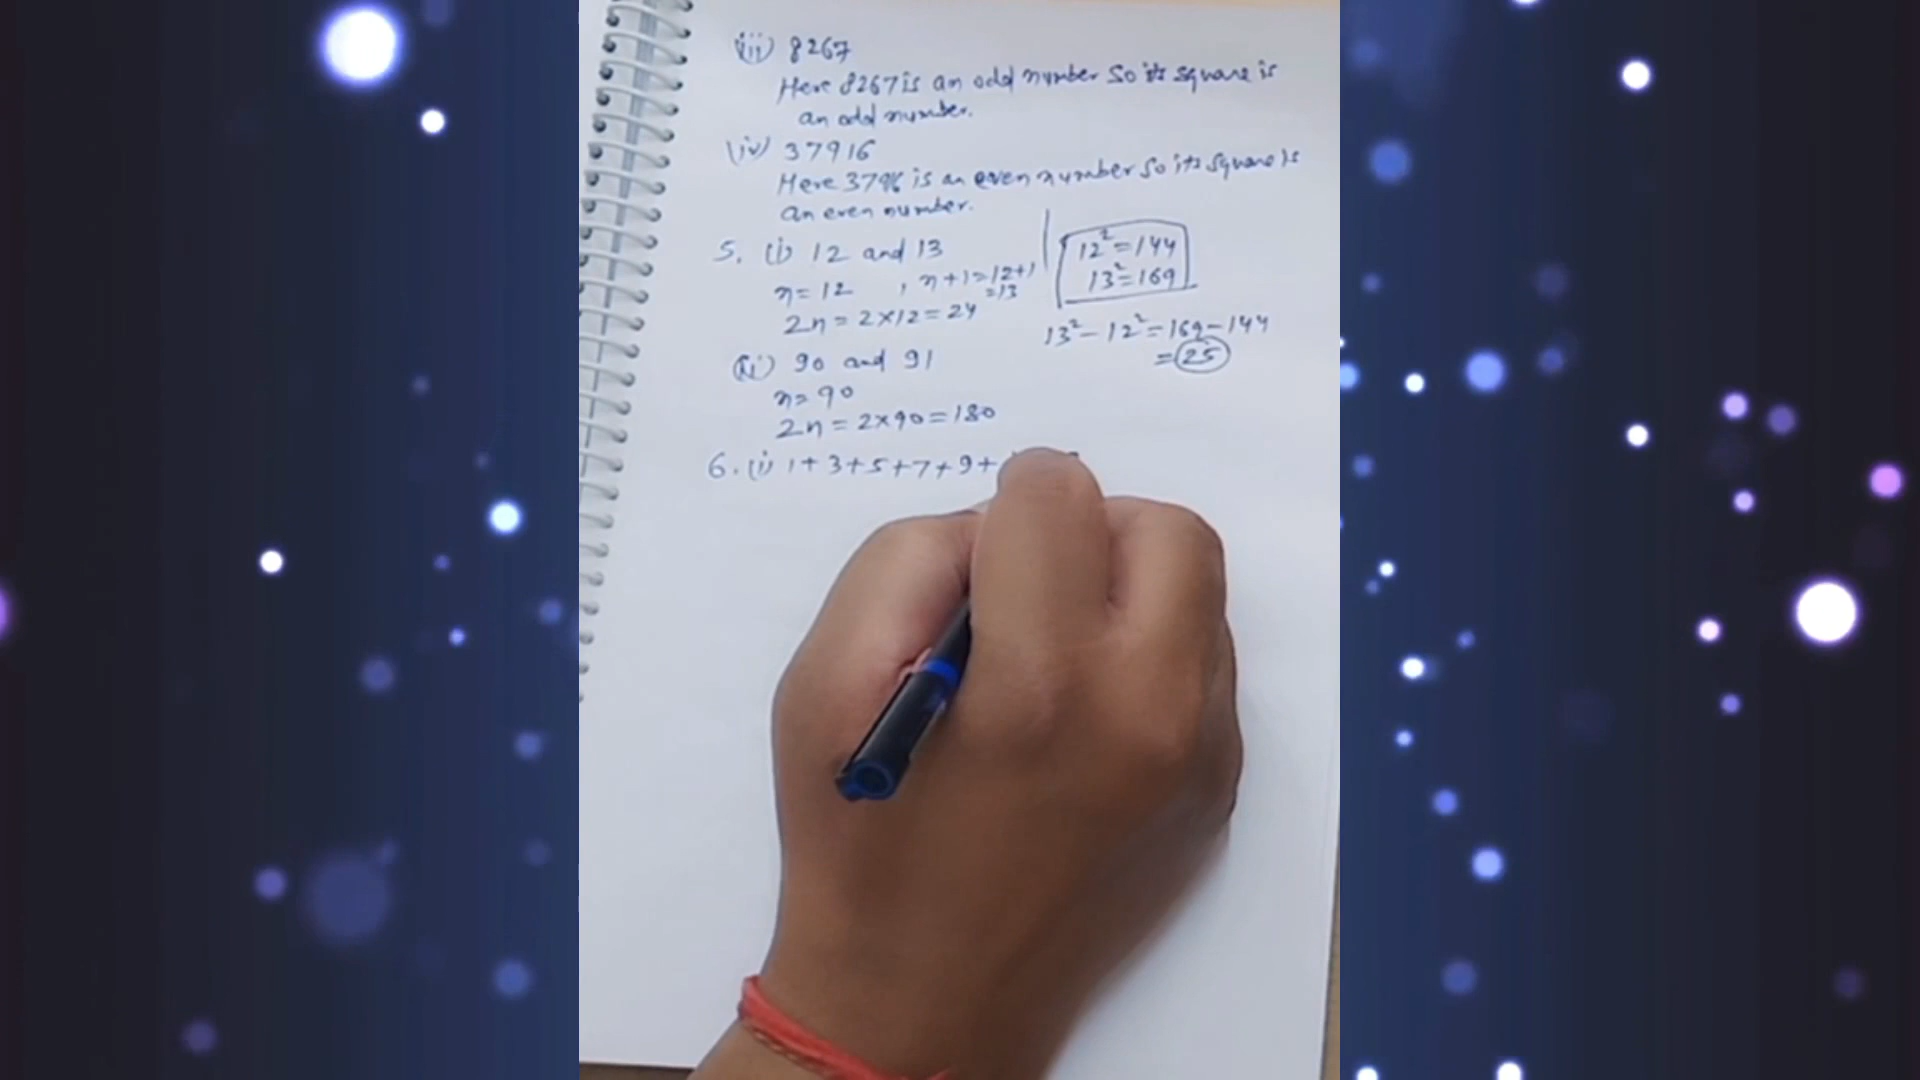 (iii) 8267
Here 8267 is an odd number so its square is
an odd number.
(iv) 37916
Here 37916 is an even number so its square is
an even number.
5. (i) 12 and 13
n = 12 , n+1 = 12+1
= 13
2n = 2×12 = 24
12² = 144
13² = 169
13² – 12² = 169 – 144
= 25
(ii) 90 and 91
n = 90
2n = 2×90 = 180
6. (i) 1 + 3 + 5 + 7 + 9 +